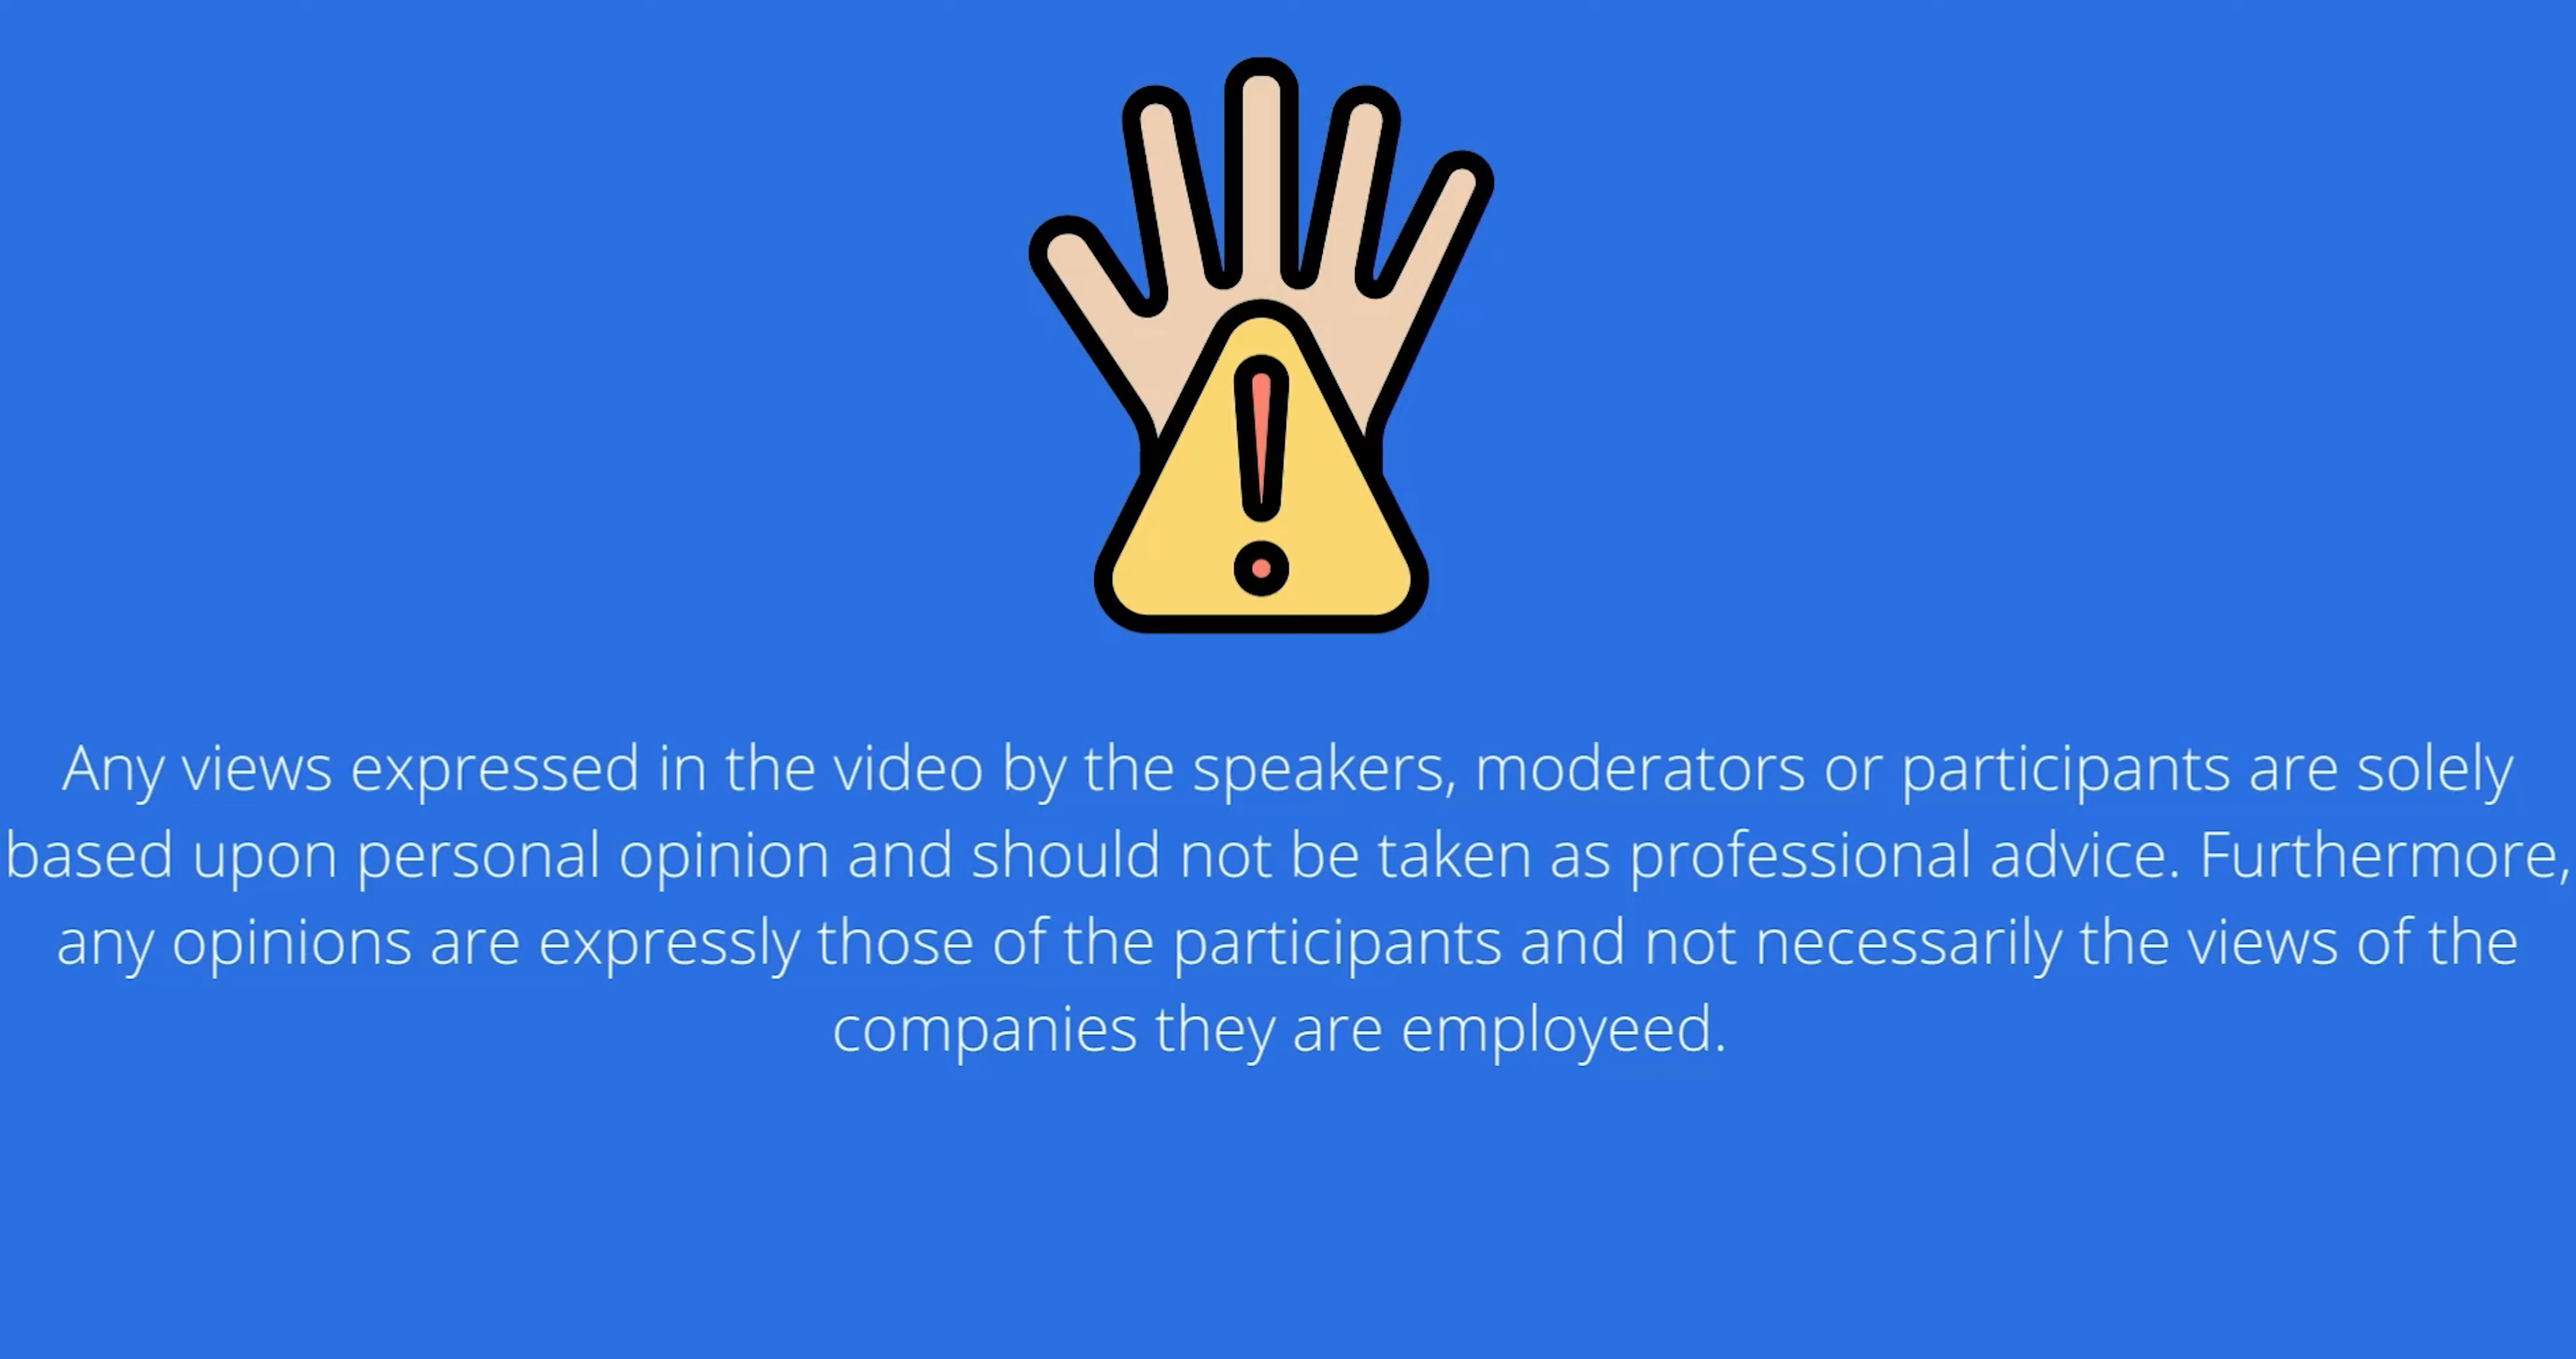 Any views expressed in the video by the speakers, moderators or participants are solely
based upon personal opinion and should not be taken as professional advice. Furthermore,
any opinions are expressly those of the participants and not necessarily the views of the
companies they are employeed.